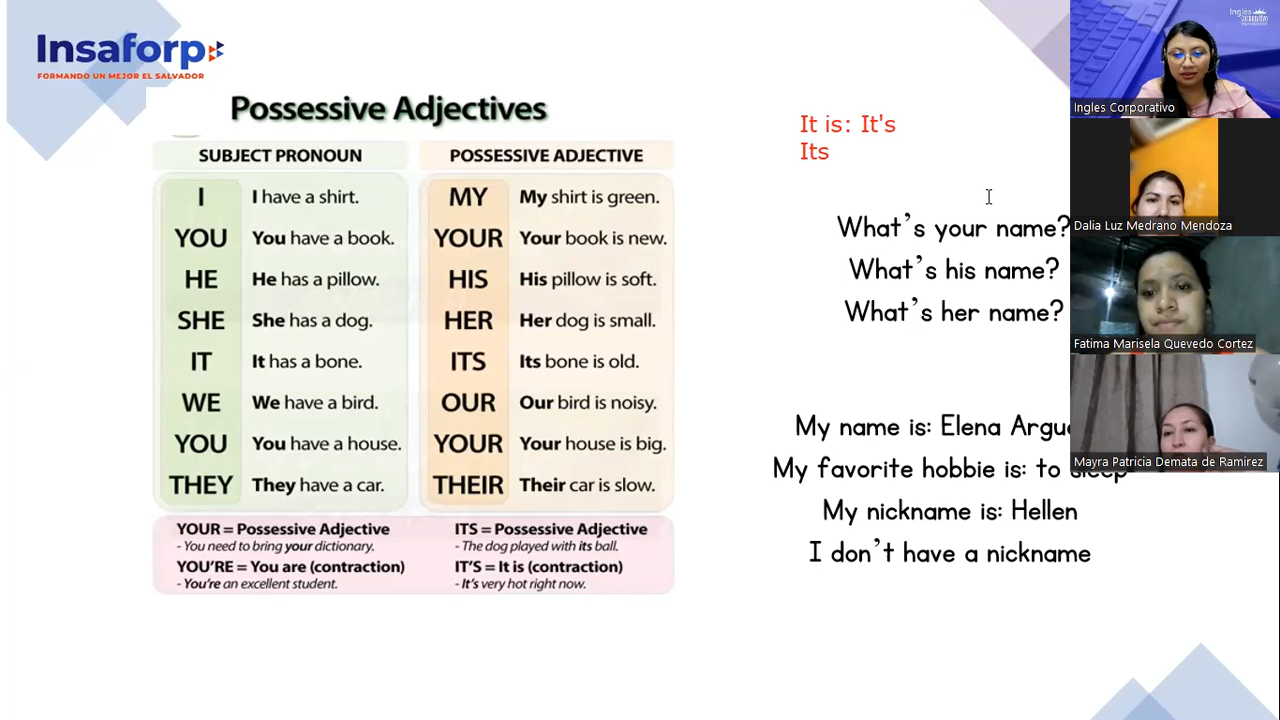 Insaforp
FORMANDO UN MEJOR EL SALVADOR
Possessive Adjectives
SUBJECT PRONOUN
POSSESSIVE ADJECTIVE
I I have a shirt. MY My shirt is green.
YOU You have a book. YOUR Your book is new.
HE He has a pillow. HIS His pillow is soft.
SHE She has a dog. HER Her dog is small.
IT It has a bone. ITS Its bone is old.
WE We have a bird. OUR Our bird is noisy.
YOU You have a house. YOUR Your house is big.
THEY They have a car. THEIR Their car is slow.
YOUR = Possessive Adjective
- You need to bring your dictionary.
YOU'RE = You are (contraction)
- You're an excellent student.
ITS = Possessive Adjective
- The dog played with its ball.
IT'S = It is (contraction)
- It's very hot right now.
It is: It's
Its
What's your name?
What's his name?
What's her name?
My name is: Elena
My favorite hobbie is: to sleep
My nickname is: Hellen
I don't have a nickname
Ingles Corporativo
Dalia Luz Medrano Mendoza
Fatima Marisela Quevedo Cortez
Mayra Patricia Demata de Ramirez